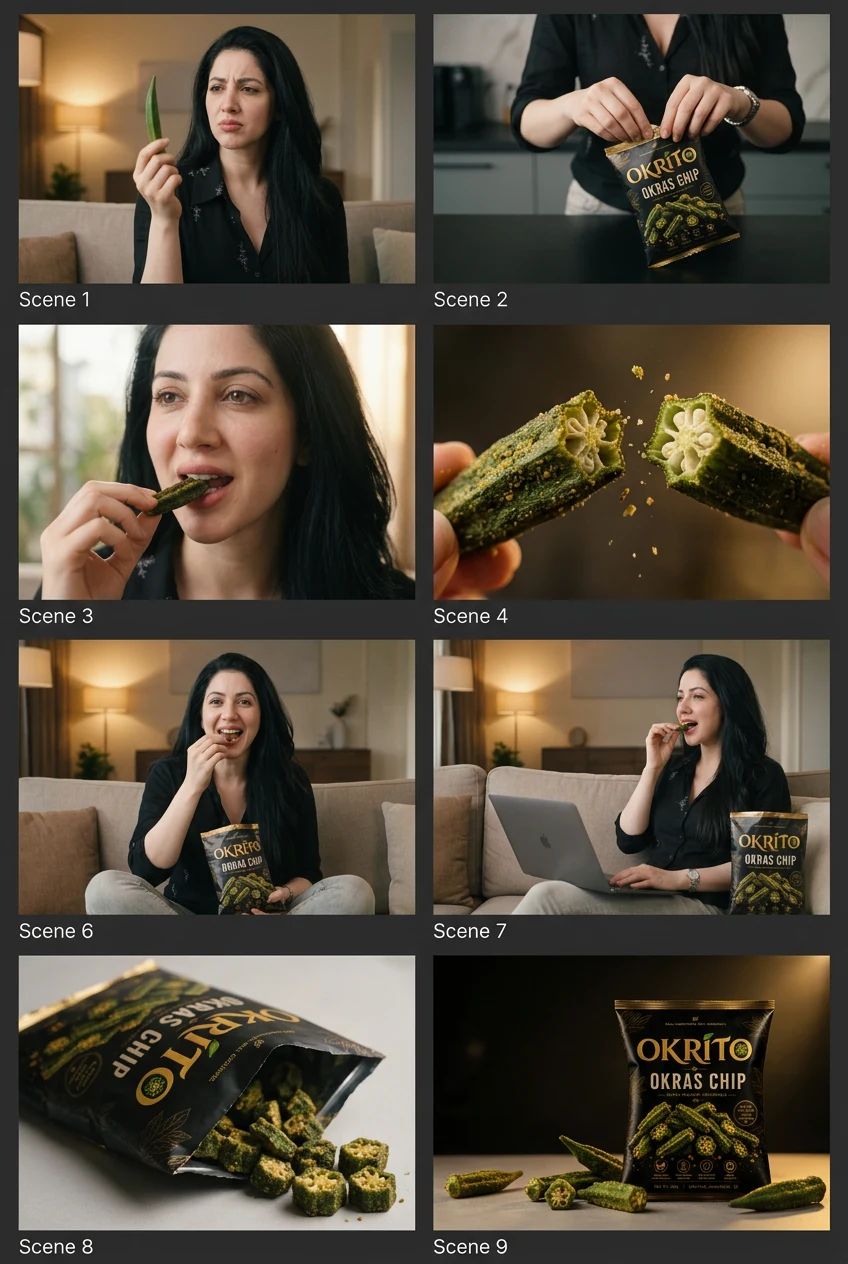 OKRITO
OKRAS CHIP
Scene 1
Scene 2
Scene 3
Scene 4
OKREFO
OKRITO
OKRAS CHIP
Scene 6
Scene 7
OKRITO
OKRAS CHIP
OKRITO
OKRAS CHIP
Scene 8
Scene 9